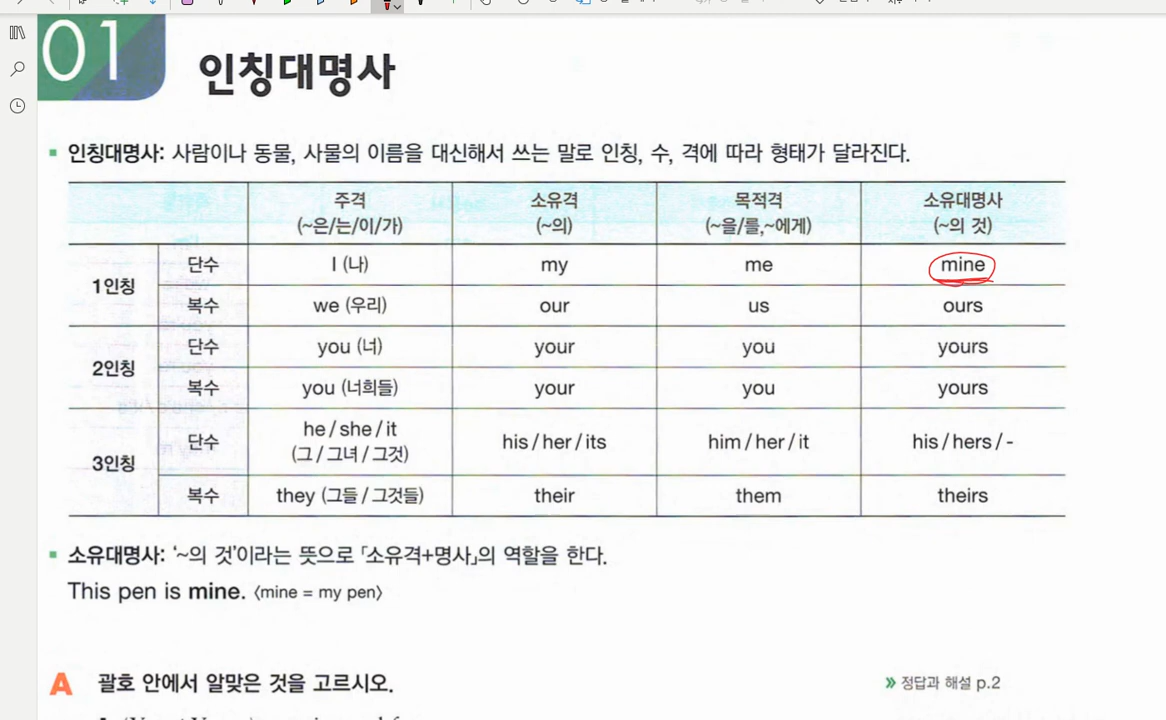 01
인칭대명사
인칭대명사: 사람이나 동물, 사물의 이름을 대신해서 쓰는 말로 인칭, 수, 격에 따라 형태가 달라진다.
주격 소유격 목적격 소유대명사
(~은/는/이/가) (~의) (~을/를,~에게) (~의 것)
1인칭 단수 I (나) my me mine
복수 we (우리) our us ours
2인칭 단수 you (너) your you yours
복수 you (너희들) your you yours
3인칭 단수 he / she / it his / her / its him / her / it his / hers / -
(그 / 그녀 / 그것)
복수 they (그들 / 그것들) their them theirs
소유대명사: ‘~의 것’이라는 뜻으로 「소유격+명사」의 역할을 한다.
This pen is mine. 〈mine = my pen〉
A 괄호 안에서 알맞은 것을 고르시오.
» 정답과 해설 p.2